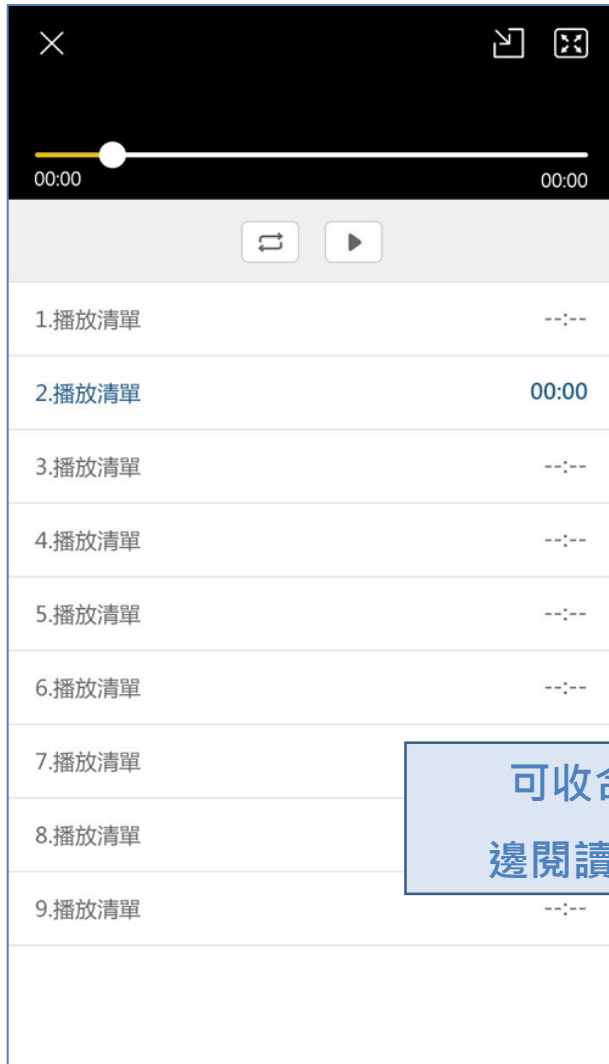 00:00 00:00
1.播放清單 --:--
2.播放清單 00:00
3.播放清單 --:--
4.播放清單 --:--
5.播放清單 --:--
6.播放清單 --:--
7.播放清單
可收合
8.播放清單
邊閱讀
9.播放清單 --:--